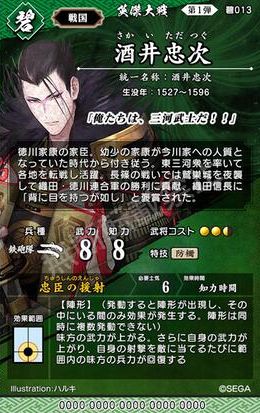 碧
戦国
英傑大戦
第1弾
碧013
さかい ただつぐ
酒井忠次
統一名称：酒井忠次
生没年：1527～1596
『俺たちは、三河武士だ！！』
徳川家康の家臣。幼少の家康が今川家への人質と
なっていた時代から付き従う。東三河衆を率いて
各地を転戦し活躍。長篠の戦いでは鷲巣城を夜襲
して織田・徳川連合軍の勝利に貢献。織田信長に
「背に目を持つが如し」と褒賞された。
兵種 武力 知力 武将コスト
鉄砲隊 8 8 特技 防柵
ちゅうしんのえんしゃ
忠臣の援射
必要士気 6
効果時間 知力時間
効果範囲
【陣形】（発動すると陣形が出現し、その
中にいる間のみ効果が発生する。陣形は同
時に複数発動できない）
味方の武力が上がる。さらに自身の武力が
上がり、自身の射撃を敵に当てるたびに範
囲内の味方の兵力が回復する
Illustration：ハルキ
©SEGA
0000-0000-0000-0000-0000